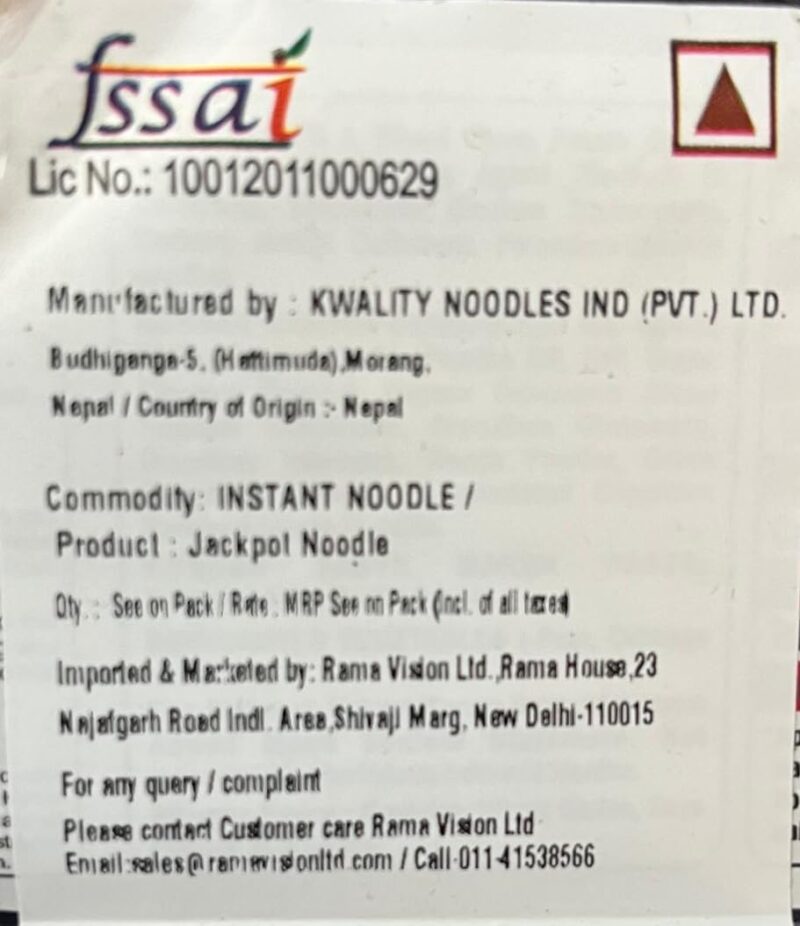 fssai
Lic No.: 10012011000629
Manufactured by : KWALITY NOODLES IND (PVT.) LTD.
Budhiganga-5, (Hattimuda),Morang,
Nepal / Country of Origin :- Nepal
Commodity: INSTANT NOODLE /
Product : Jackpot Noodle
Qty. : See on Pack / Rate : MRP See on Pack (incl. of all taxes)
Imported & Marketed by: Rama Vision Ltd.,Rama House,23
Najafgarh Road Indl. Area,Shivaji Marg, New Delhi-110015
For any query / complaint
Please contact Customer care Rama Vision Ltd
Email:sales@ramavisionltd.com / Call-011-41538566